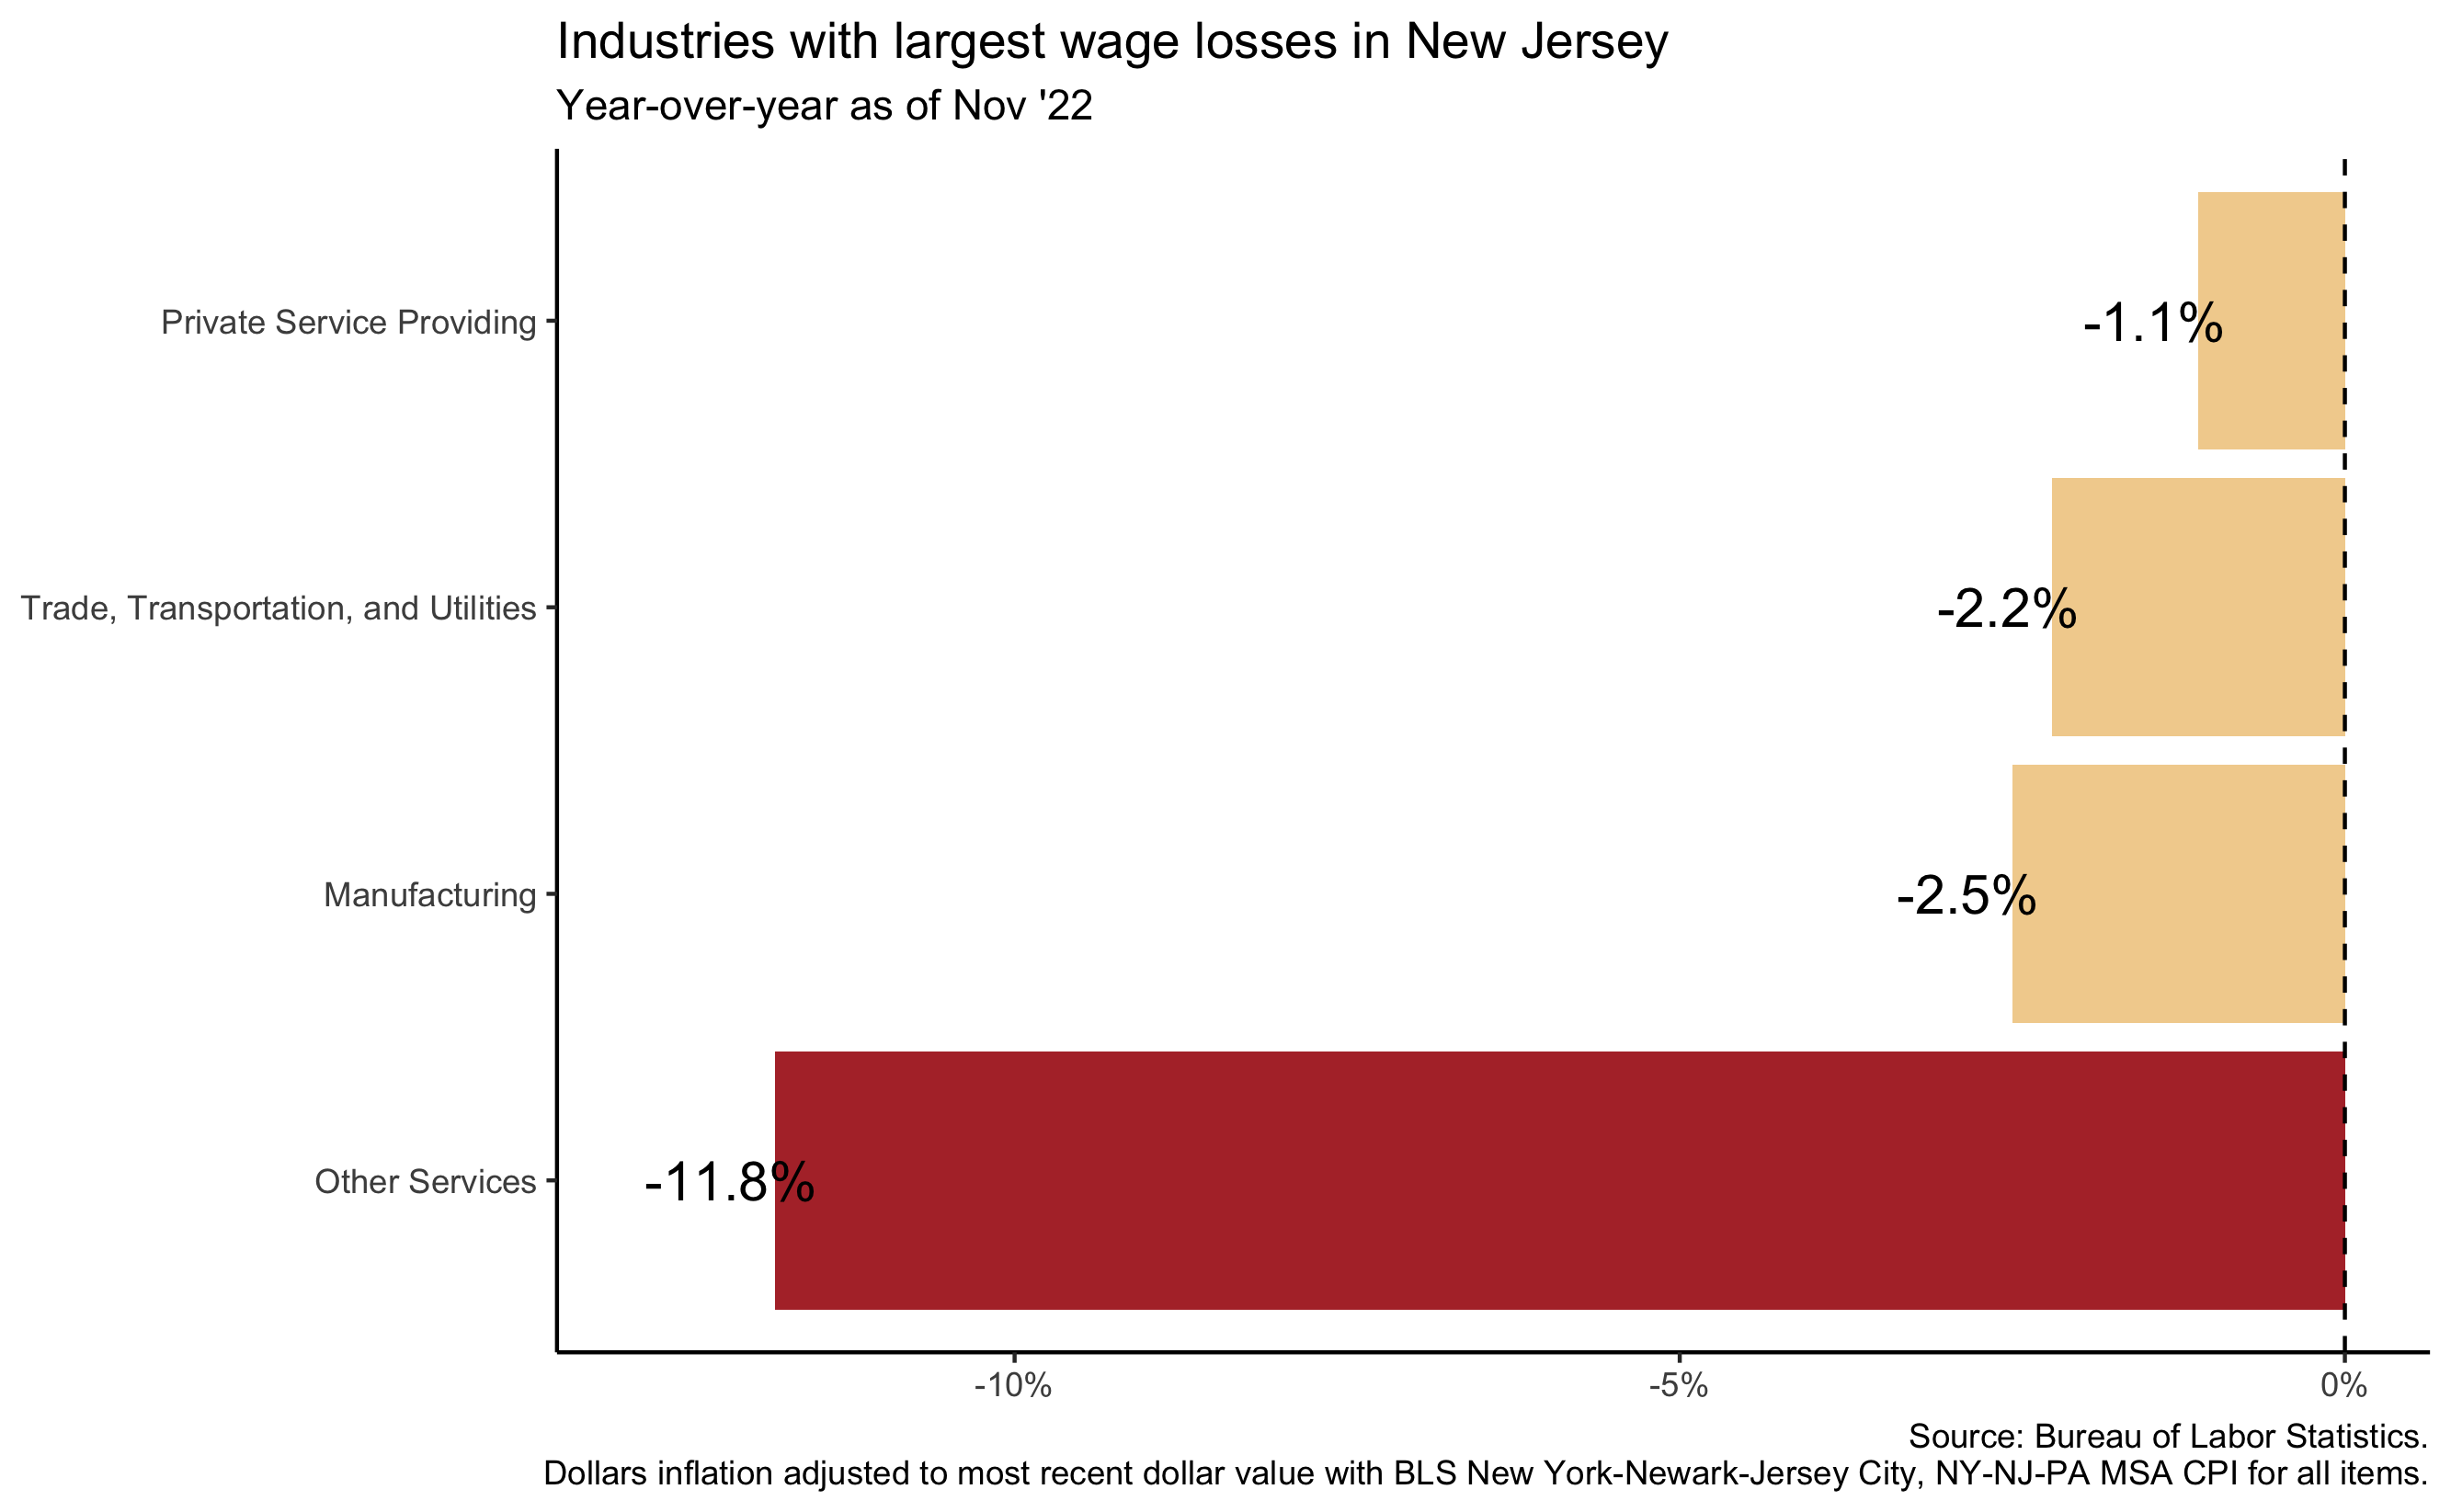 Industries with largest wage losses in New Jersey
Year-over-year as of Nov '22
Private Service Providing
-1.1%
Trade, Transportation, and Utilities
-2.2%
Manufacturing
-2.5%
Other Services
-11.8%
-10%
-5%
0%
Source: Bureau of Labor Statistics.
Dollars inflation adjusted to most recent dollar value with BLS New York-Newark-Jersey City, NY-NJ-PA MSA CPI for all items.